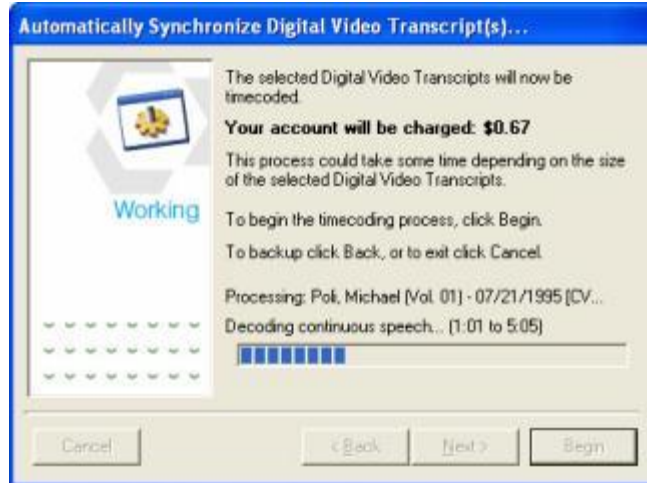 Automatically Synchronize Digital Video Transcript(s)...
The selected Digital Video Transcripts will now be
timecoded.
Your account will be charged: $0.67
This process could take some time depending on the size
of the selected Digital Video Transcripts.
Working
To begin the timecoding process, click Begin.
To backup click Back, or to exit click Cancel.
Processing: Poli, Michael (Vol. 01) - 07/21/1995 [CV...
Decoding continuous speech... (1:01 to 5:05)
Cancel
< Back
Next >
Begin